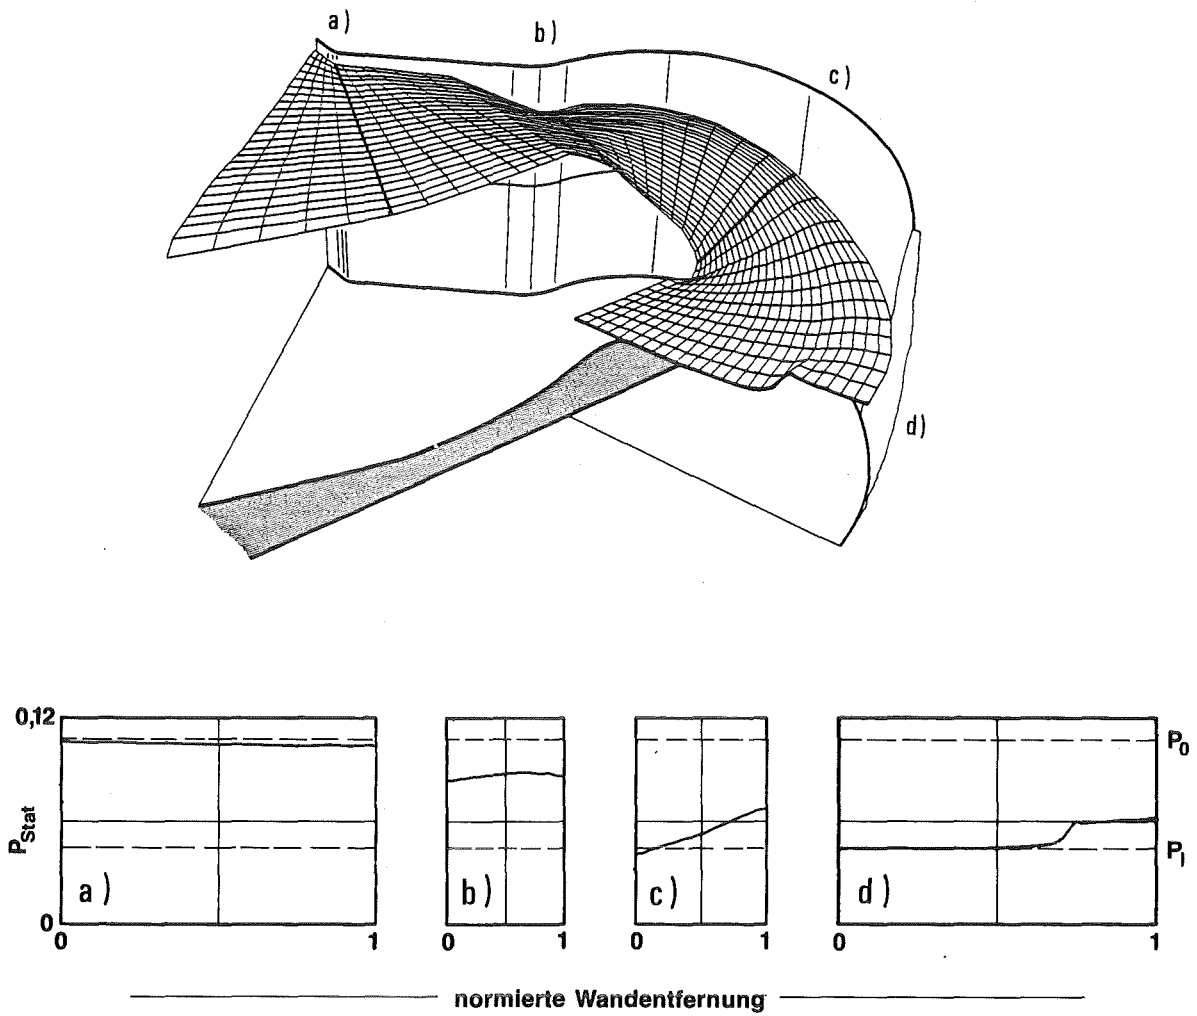 a)
b)
c)
d)
0,12
P0
PStat
Pl
a)
b)
c)
d)
0
0 1 0 1 0 1 0 1
normierte Wandentfernung